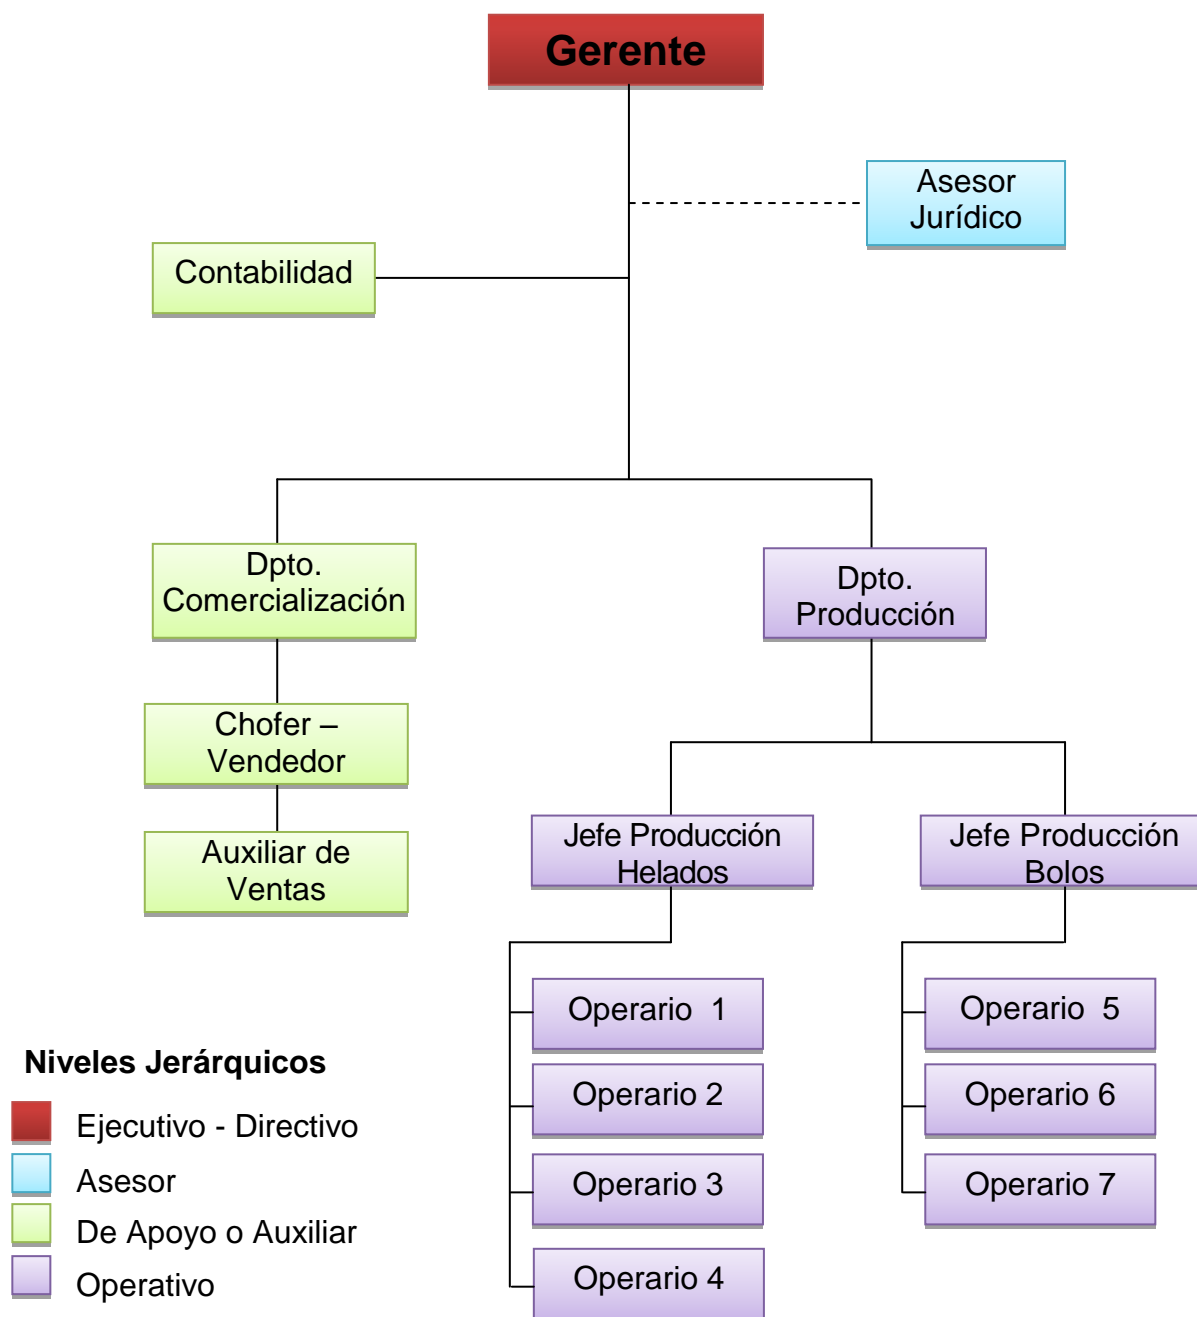 Gerente
Asesor
Jurídico
Contabilidad
Dpto.
Comercialización
Dpto.
Producción
Chofer –
Vendedor
Auxiliar de
Ventas
Jefe Producción
Helados
Jefe Producción
Bolos
Operario 1
Operario 2
Operario 3
Operario 4
Operario 5
Operario 6
Operario 7
Niveles Jerárquicos
Ejecutivo - Directivo
Asesor
De Apoyo o Auxiliar
Operativo